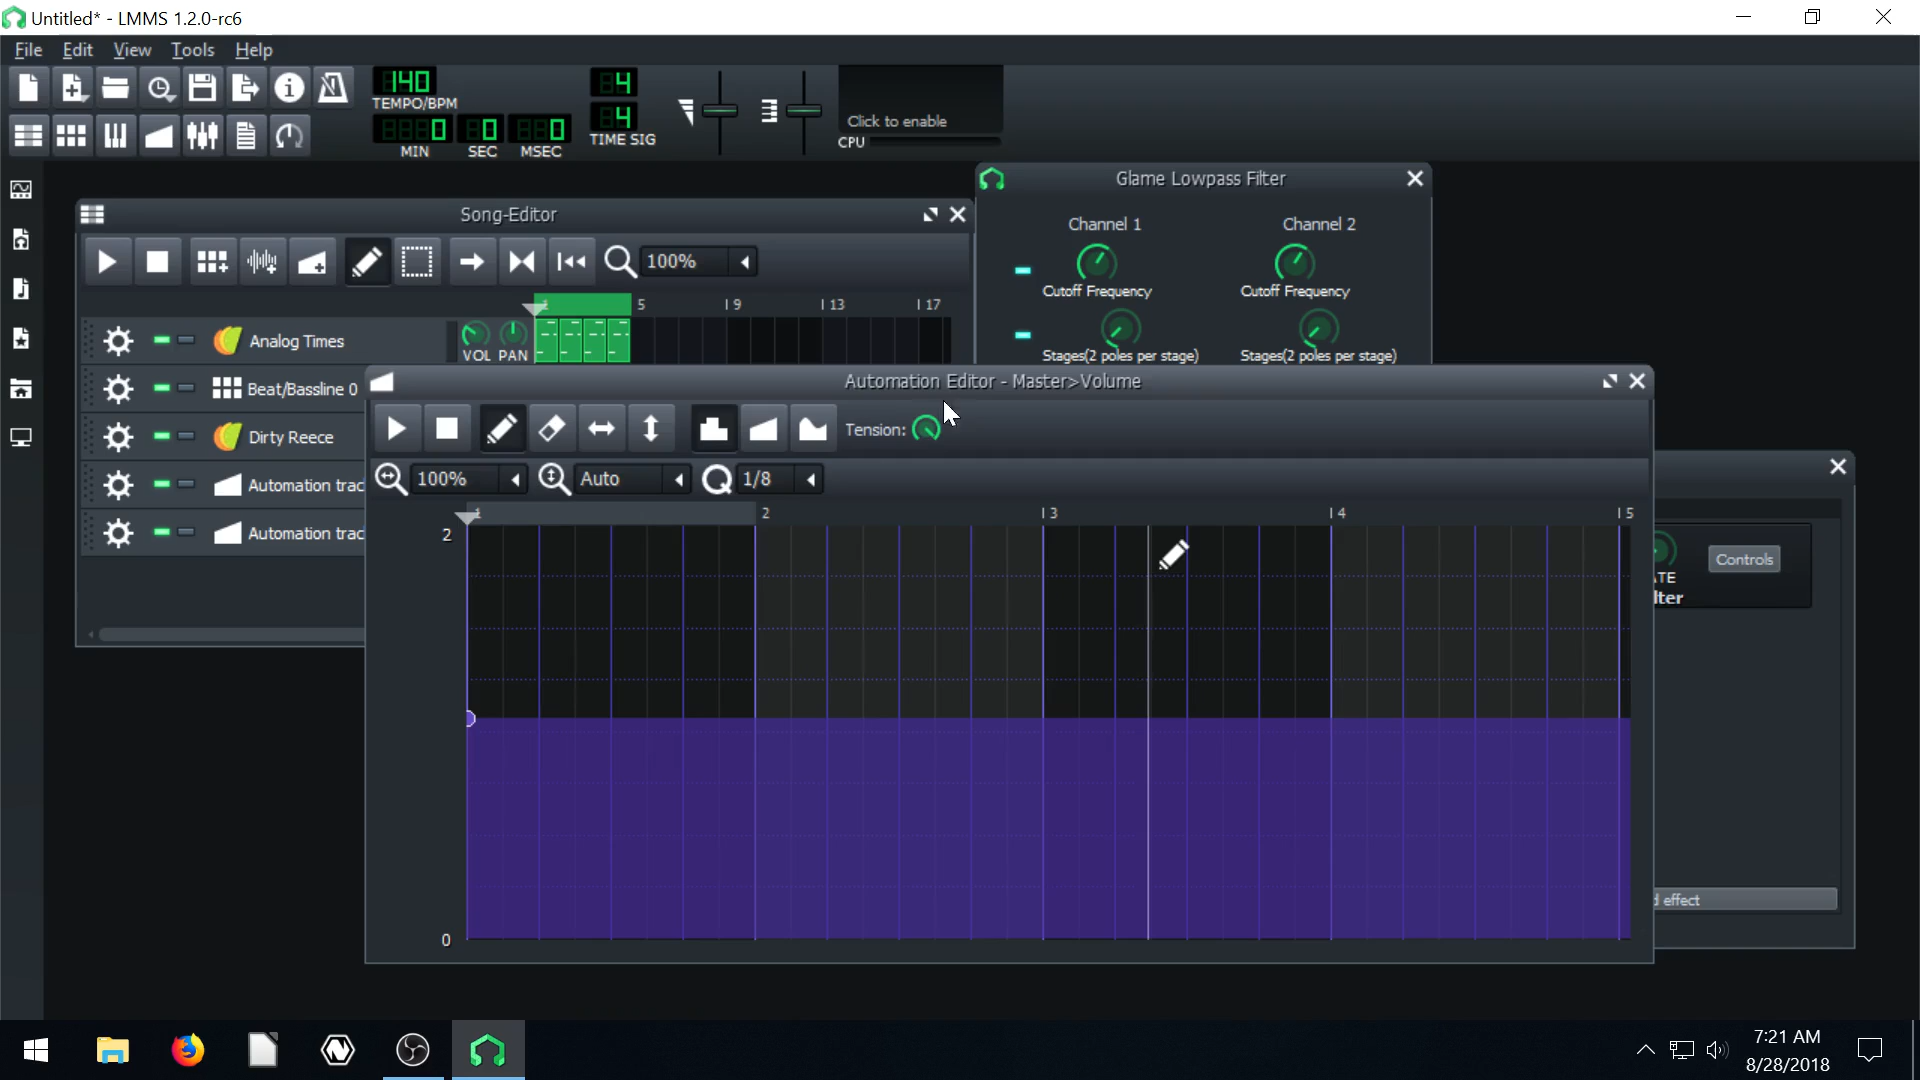 Untitled* - LMMS 1.2.0-rc6
File Edit View Tools Help
140
TEMPO/BPM
0 0 0
MIN SEC MSEC
4
4
TIME SIG
Click to enable
CPU
Song-Editor
100%
5 9 13 17
Analog Times
VOL PAN
Beat/Bassline 0
Dirty Reece
Automation trac
Automation trac
Glame Lowpass Filter
Channel 1 Channel 2
Cutoff Frequency Cutoff Frequency
Stages(2 poles per stage) Stages(2 poles per stage)
Automation Editor - Master>Volume
Tension:
100% Auto Q 1/8
1 2 3 4 5
2
0
Controls
ATE
lter
d effect
7:21 AM
8/28/2018